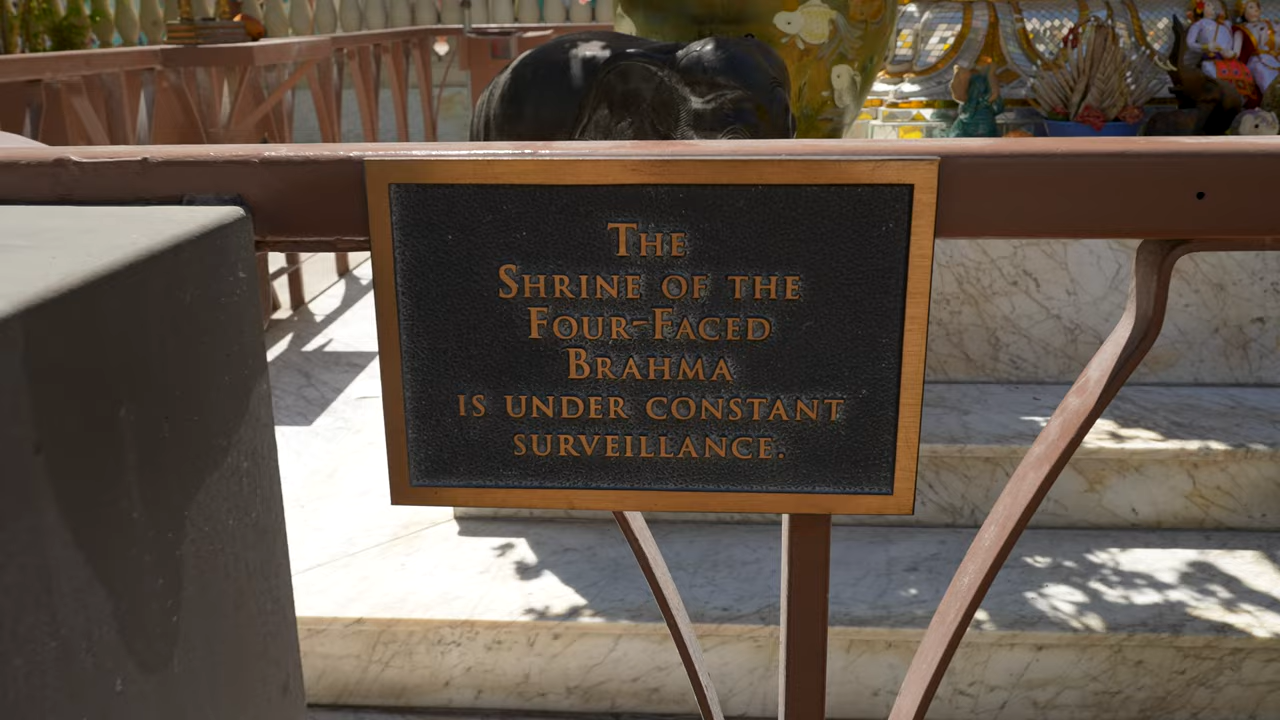 The
Shrine of the
Four-Faced
Brahma
is under constant
surveillance.